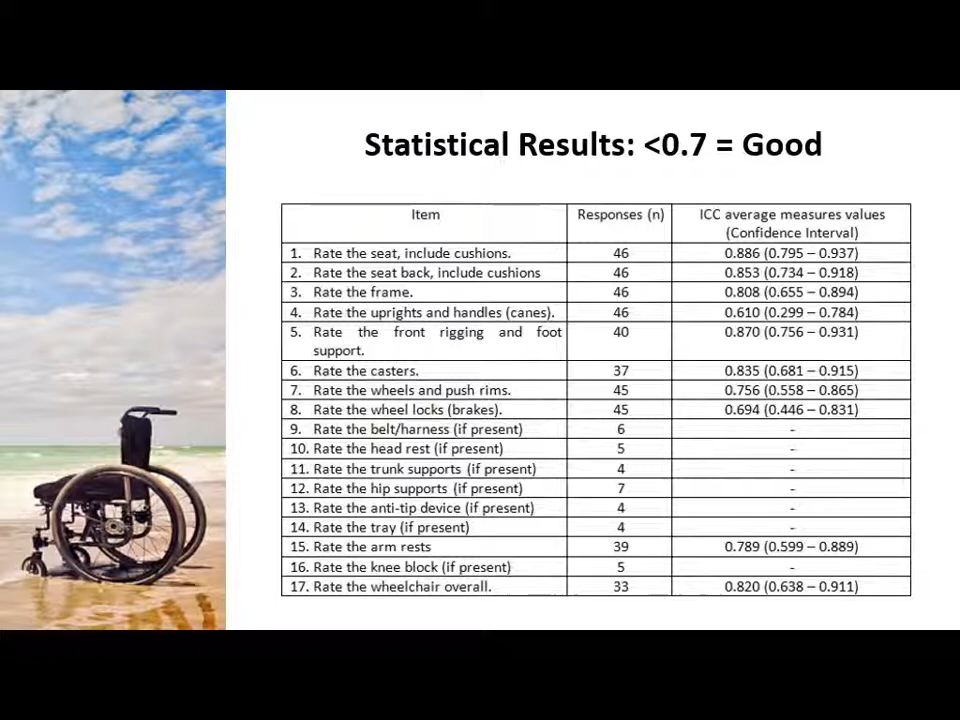 Statistical Results: <0.7 = Good
Item Responses (n) ICC average measures values
(Confidence Interval)
1. Rate the seat, include cushions. 46 0.886 (0.795 – 0.937)
2. Rate the seat back, include cushions 46 0.853 (0.734 – 0.918)
3. Rate the frame. 46 0.808 (0.655 – 0.894)
4. Rate the uprights and handles (canes). 46 0.610 (0.299 – 0.784)
5. Rate the front rigging and foot 40 0.870 (0.756 – 0.931)
support.
6. Rate the casters. 37 0.835 (0.681 – 0.915)
7. Rate the wheels and push rims. 45 0.756 (0.558 – 0.865)
8. Rate the wheel locks (brakes). 45 0.694 (0.446 – 0.831)
9. Rate the belt/harness (if present) 6 -
10. Rate the head rest (if present) 5 -
11. Rate the trunk supports (if present) 4 -
12. Rate the hip supports (if present) 7 -
13. Rate the anti-tip device (if present) 4 -
14. Rate the tray (if present) 4 -
15. Rate the arm rests 39 0.789 (0.599 – 0.889)
16. Rate the knee block (if present) 5 -
17. Rate the wheelchair overall. 33 0.820 (0.638 – 0.911)